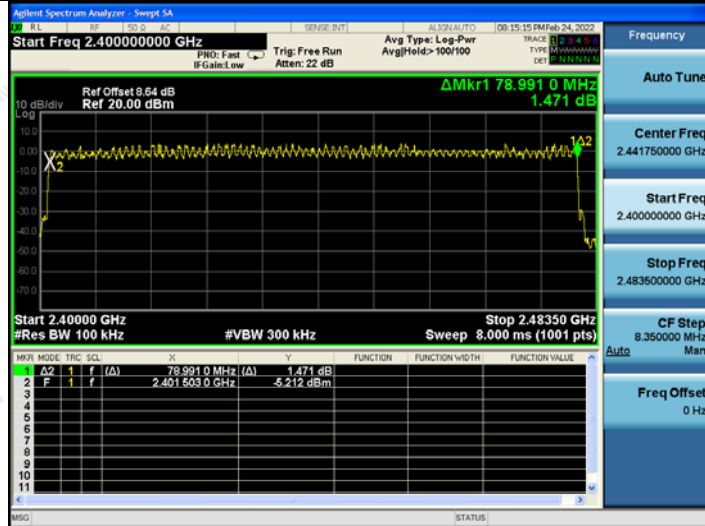 Agilent Spectrum Analyzer - Swept SA
RL RF 50 Ω AC SENSE:INT ALIGN AUTO 08:15:15 PM Feb 24, 2022
Start Freq 2.400000000 GHz
PNO: Fast
IFGain:Low
Trig: Free Run
Atten: 22 dB
Avg Type: Log-Pwr
Avg|Hold:> 100/100
TRACE 1 2 3 4 5 6
TYPE M
DET P N N N N N
Ref Offset 8.64 dB
10 dB/div Ref 20.00 dBm
Log
ΔMkr1 78.991 0 MHz
1.471 dB
10.0
0.00
-10.0
-20.0
-30.0
-40.0
-50.0
-60.0
-70.0
X2
1Δ2
Start 2.40000 GHz Stop 2.48350 GHz
#Res BW 100 kHz #VBW 300 kHz Sweep 8.000 ms (1001 pts)
MKR MODE TRC SCL X Y FUNCTION FUNCTION WIDTH FUNCTION VALUE
1 Δ2 1 f (Δ) 78.991 0 MHz (Δ) 1.471 dB
2 F 1 f 2.401 503 0 GHz -5.212 dBm
3
4
5
6
7
8
9
10
11
MSG STATUS
Frequency
Auto Tune
Center Freq
2.441750000 GHz
Start Freq
2.400000000 GHz
Stop Freq
2.483500000 GHz
CF Step
8.350000 MHz
Auto Man
Freq Offset
0 Hz